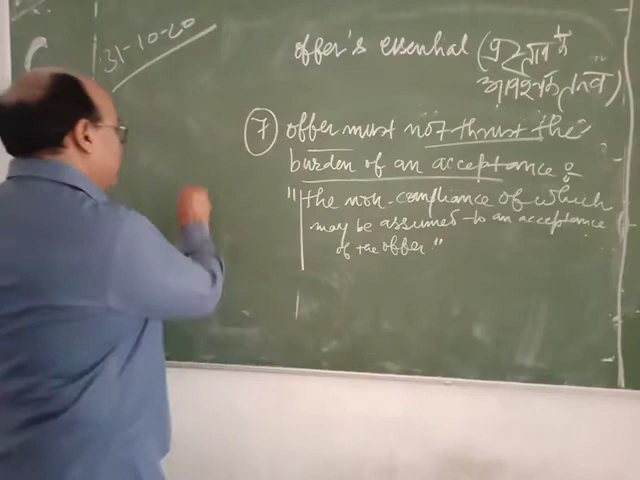 31-10-20
offer's essenhal (प्रस्ताव के
आवश्यक तत्व)
7 offer must not thrust the
burden of an acceptance :-
"the non-compliance of which
may be assumed to an acceptance
of the offer"